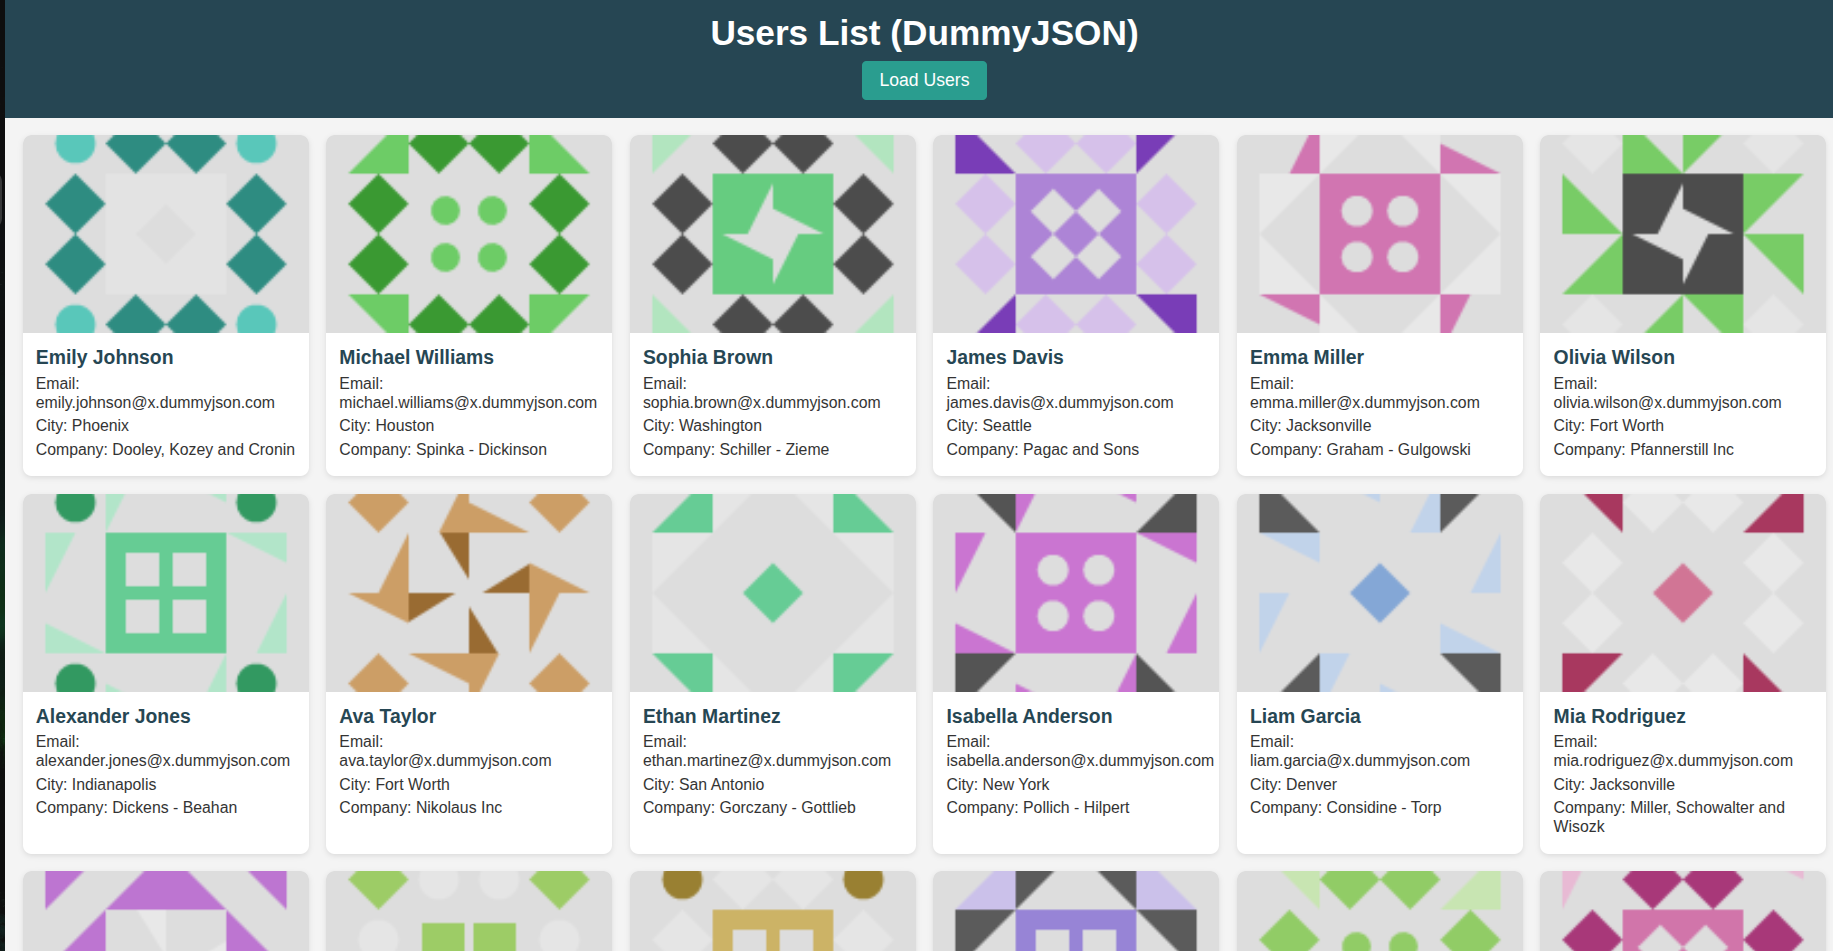 Users List (DummyJSON)
Load Users
Emily Johnson
Email:
emily.johnson@x.dummyjson.com
City: Phoenix
Company: Dooley, Kozey and Cronin
Michael Williams
Email:
michael.williams@x.dummyjson.com
City: Houston
Company: Spinka - Dickinson
Sophia Brown
Email:
sophia.brown@x.dummyjson.com
City: Washington
Company: Schiller - Zieme
James Davis
Email:
james.davis@x.dummyjson.com
City: Seattle
Company: Pagac and Sons
Emma Miller
Email:
emma.miller@x.dummyjson.com
City: Jacksonville
Company: Graham - Gulgowski
Olivia Wilson
Email:
olivia.wilson@x.dummyjson.com
City: Fort Worth
Company: Pfannerstill Inc
Alexander Jones
Email:
alexander.jones@x.dummyjson.com
City: Indianapolis
Company: Dickens - Beahan
Ava Taylor
Email:
ava.taylor@x.dummyjson.com
City: Fort Worth
Company: Nikolaus Inc
Ethan Martinez
Email:
ethan.martinez@x.dummyjson.com
City: San Antonio
Company: Gorczany - Gottlieb
Isabella Anderson
Email:
isabella.anderson@x.dummyjson.com
City: New York
Company: Pollich - Hilpert
Liam Garcia
Email:
liam.garcia@x.dummyjson.com
City: Denver
Company: Considine - Torp
Mia Rodriguez
Email:
mia.rodriguez@x.dummyjson.com
City: Jacksonville
Company: Miller, Schowalter and
Wisozk